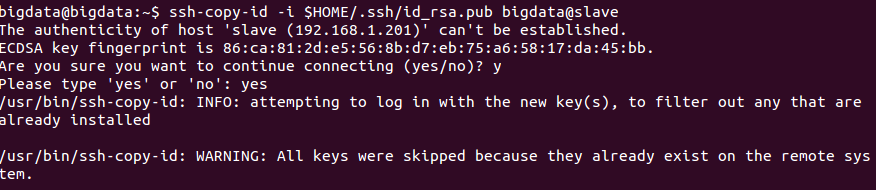 bigdata@bigdata:~$ ssh-copy-id -i $HOME/.ssh/id_rsa.pub bigdata@slave
The authenticity of host 'slave (192.168.1.201)' can't be established.
ECDSA key fingerprint is 86:ca:81:2d:e5:56:8b:d7:eb:75:a6:58:17:da:45:bb.
Are you sure you want to continue connecting (yes/no)? y
Please type 'yes' or 'no': yes
/usr/bin/ssh-copy-id: INFO: attempting to log in with the new key(s), to filter out any that are
already installed
/usr/bin/ssh-copy-id: WARNING: All keys were skipped because they already exist on the remote sys
tem.